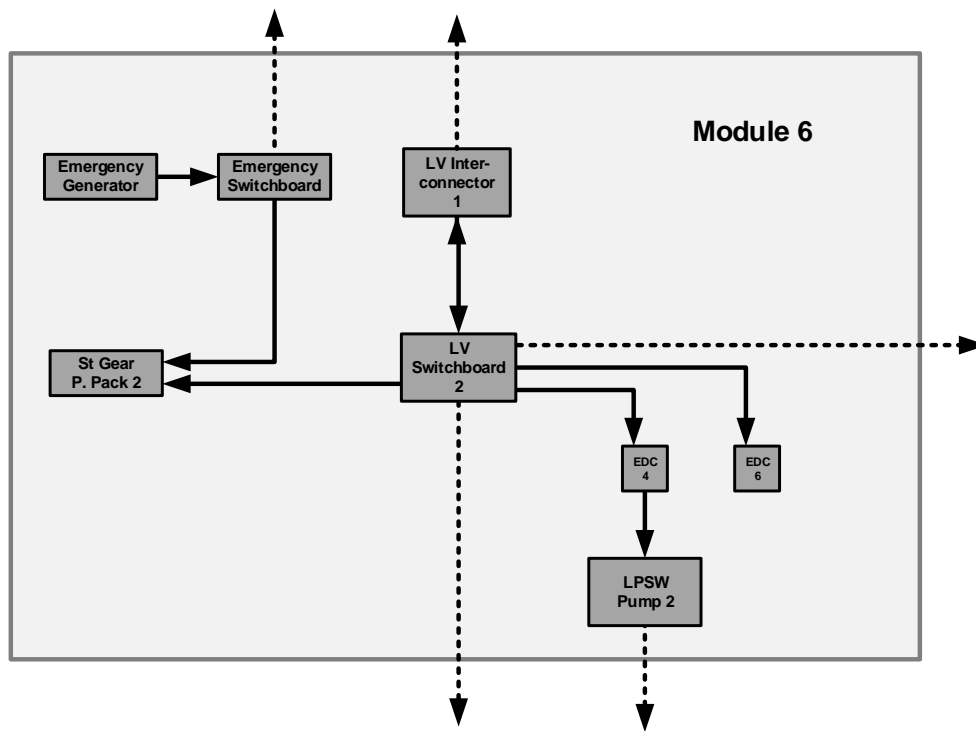 Module 6
Emergency
Generator
Emergency
Switchboard
LV Inter-
connector
1
St Gear
P. Pack 2
LV
Switchboard
2
EDC
4
EDC
6
LPSW
Pump 2